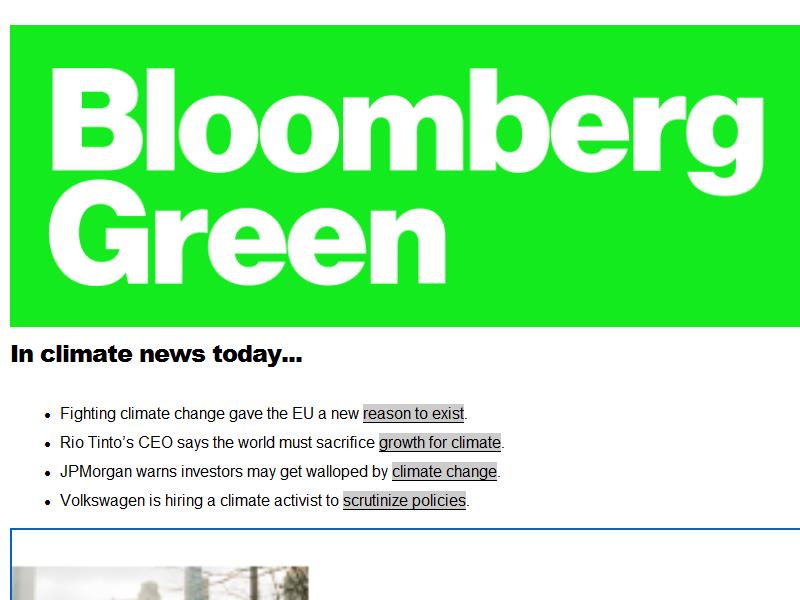 Bloomberg
Green
In climate news today...
• Fighting climate change gave the EU a new reason to exist.
• Rio Tinto’s CEO says the world must sacrifice growth for climate.
• JPMorgan warns investors may get walloped by climate change.
• Volkswagen is hiring a climate activist to scrutinize policies.